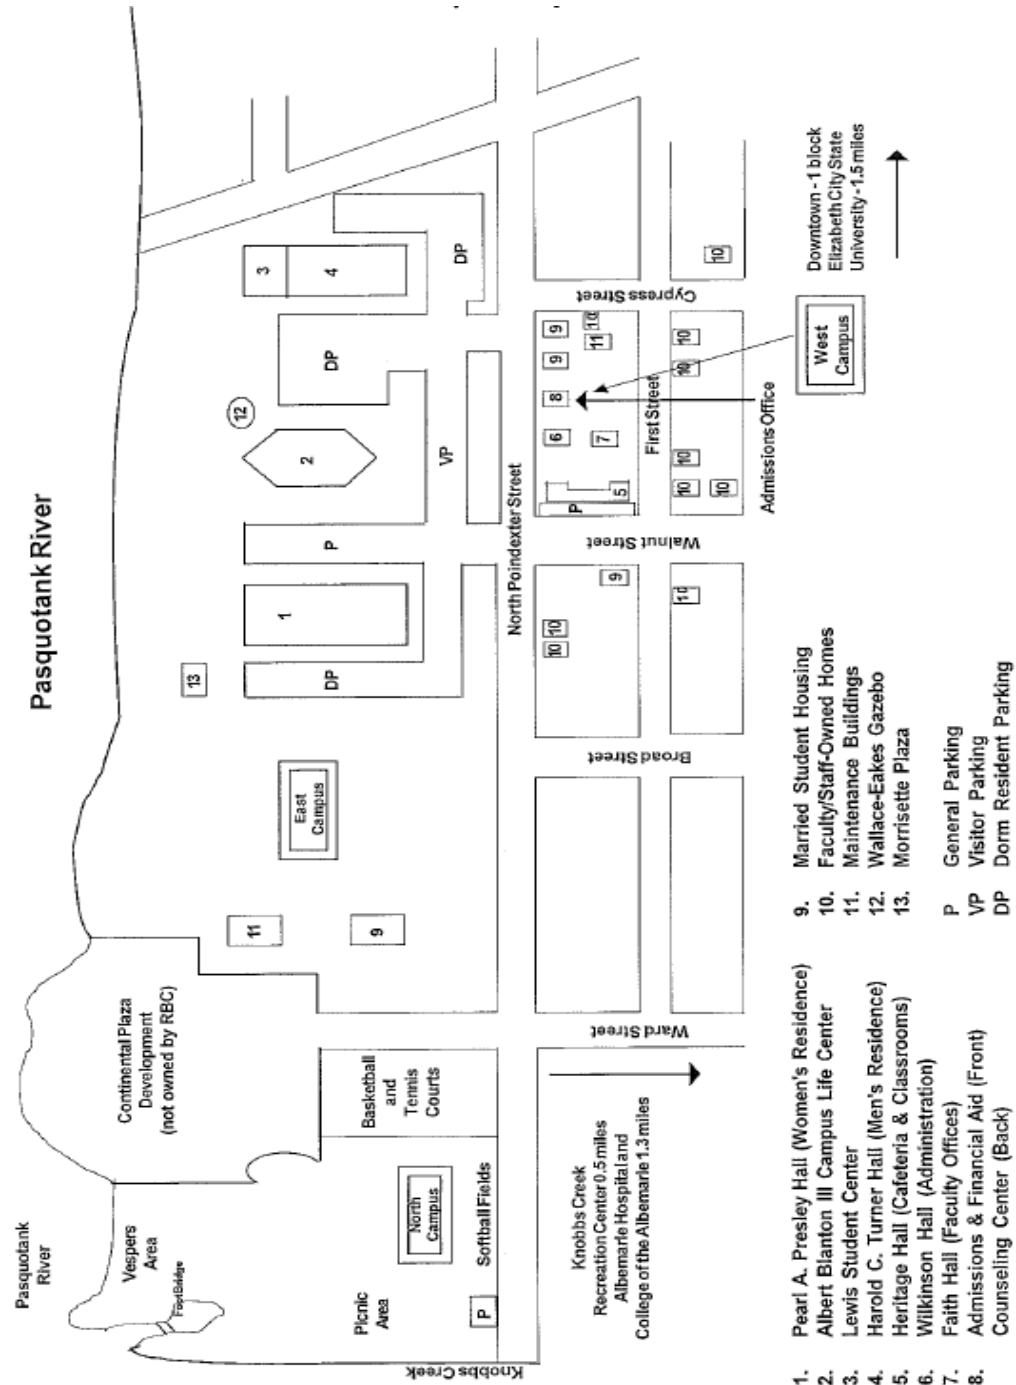 Pasquotank River
Pasquotank
River
Vespers
Area
FootBridge
Picnic
Area
P
Knobbs Creek
Continental Plaza
Development
(not owned by RBC)
North
Campus
Softball Fields
Basketball
and
Tennis
Courts
11
9
East
Campus
13
DP
1
P
2
12
VP
DP
3
4
DP
North Poindexter Street
Ward Street
Broad Street
Walnut Street
Cypress Street
First Street
10
10
9
10
P
5
6
7
8
9
9
11
10
10
10
10
10
10
10
Admissions Office
West
Campus
Downtown - 1 block
Elizabeth City State
University - 1.5 miles
Knobbs Creek
Recreation Center 0.5 miles
Albemarle Hospital and
College of the Albemarle 1.3 miles
1. Pearl A. Presley Hall (Women's Residence)
2. Albert Blanton III Campus Life Center
3. Lewis Student Center
4. Harold C. Turner Hall (Men's Residence)
5. Heritage Hall (Cafeteria & Classrooms)
6. Wilkinson Hall (Administration)
7. Faith Hall (Faculty Offices)
8. Admissions & Financial Aid (Front)
Counseling Center (Back)
9. Married Student Housing
10. Faculty/Staff-Owned Homes
11. Maintenance Buildings
12. Wallace-Eakes Gazebo
13. Morrisette Plaza
P General Parking
VP Visitor Parking
DP Dorm Resident Parking